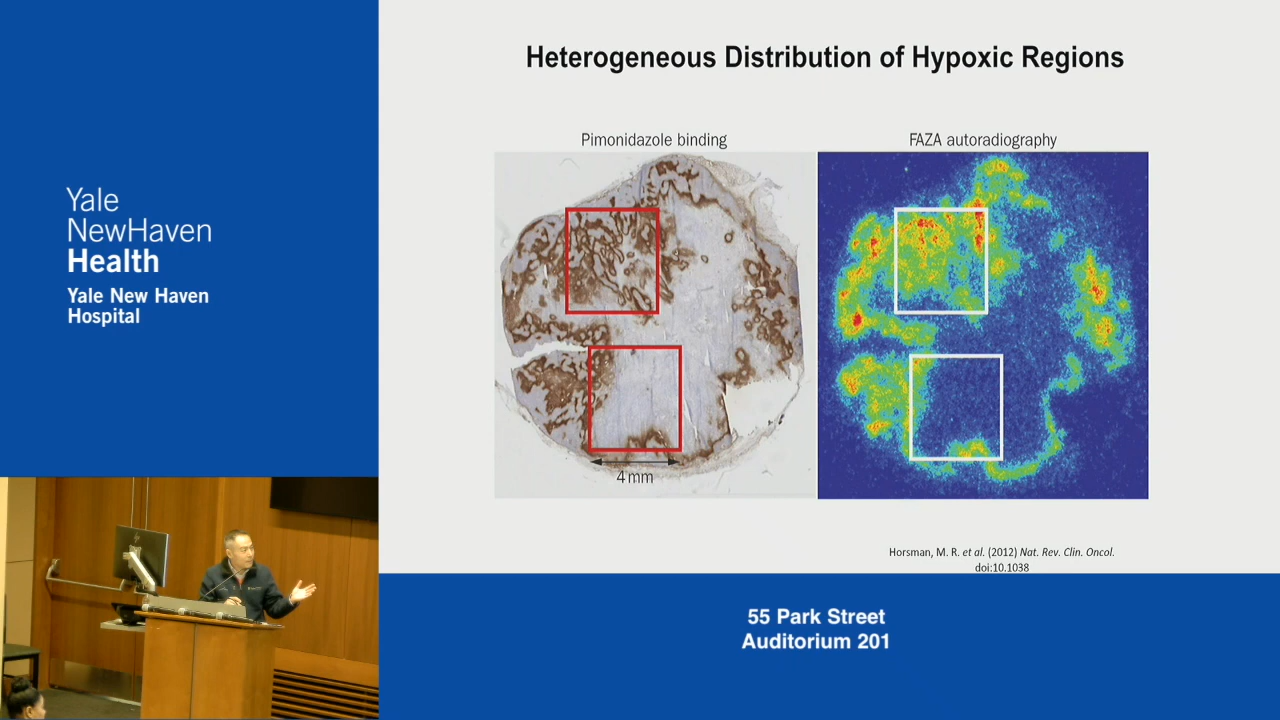 Yale
NewHaven
Health
Yale New Haven
Hospital
Heterogeneous Distribution of Hypoxic Regions
Pimonidazole binding
FAZA autoradiography
4 mm
Horsman, M. R. et al. (2012) Nat. Rev. Clin. Oncol.
doi:10.1038
55 Park Street
Auditorium 201